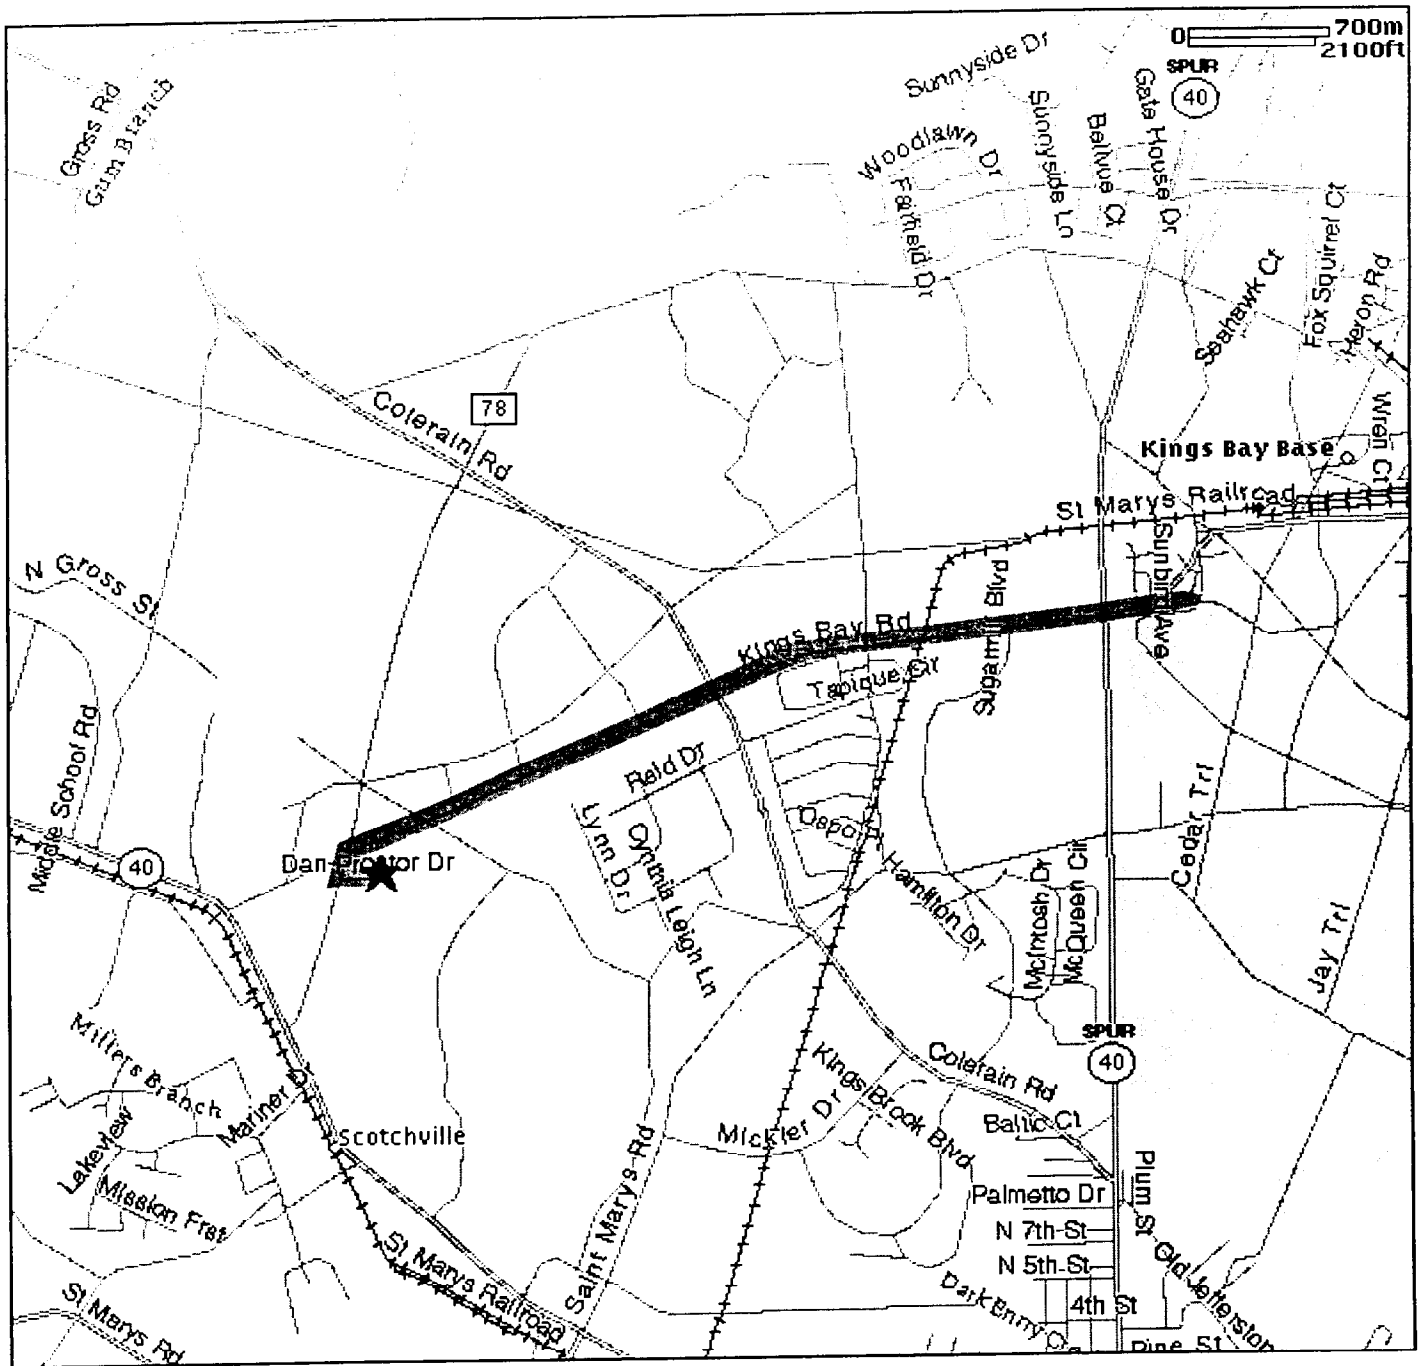 0 700m
2100ft
SPUR
40
Sunnyside Dr
Gross Rd
Gum Branch
Woodlawn Dr
Fairfield Dr
Sunnyside Ln
Bellvue Ct
Gate House Dr
Seahawk Ct
Fox Squirrel Ct
Heron Rd
Wren Ct
78
Colerain Rd
Kings Bay Base
St Marys Railroad
N Gross St
Sunbird Ave
Sugarmill Blvd
Kings Bay Rd
Tapique Cir
Middle School Rd
Reid Dr
Lynn Dr
Cynthia Leigh Ln
Cedar Trl
40
Dan Proctor Dr
Hamilton Dr
McIntosh Dr
McQueen Cir
Jay Trl
SPUR
40
Millers Branch
Mariner Dr
Lakeview
Scotchville
Mickler Dr
Kings Brook Blvd
Colerain Rd
Baltic Ct
Mission Frst
Saint Marys Rd
Palmetto Dr
Plum St
N 7th St
N 5th St
4th St
Old Jefferston
Pine St
St Marys Railroad
St Marys Rd